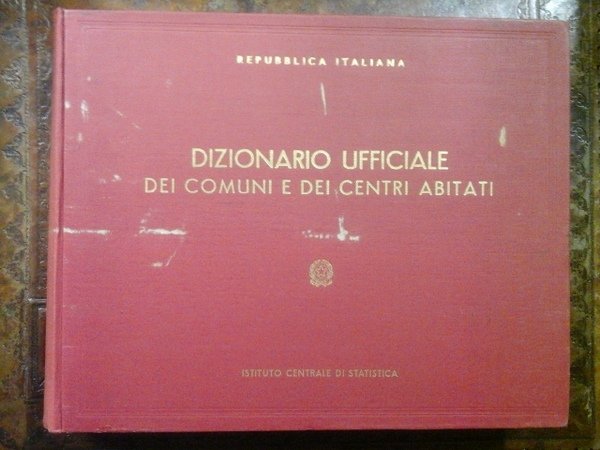 REPUBBLICA ITALIANA
DIZIONARIO UFFICIALE
DEI COMUNI E DEI CENTRI ABITATI
ISTITUTO CENTRALE DI STATISTICA